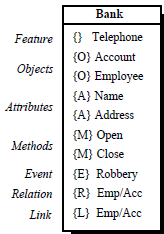 Bank
Feature {} Telephone
Objects {O} Account
{O} Employee
Attributes {A} Name
{A} Address
Methods {M} Open
{M} Close
Event {E} Robbery
Relation {R} Emp/Acc
Link {L} Emp/Acc